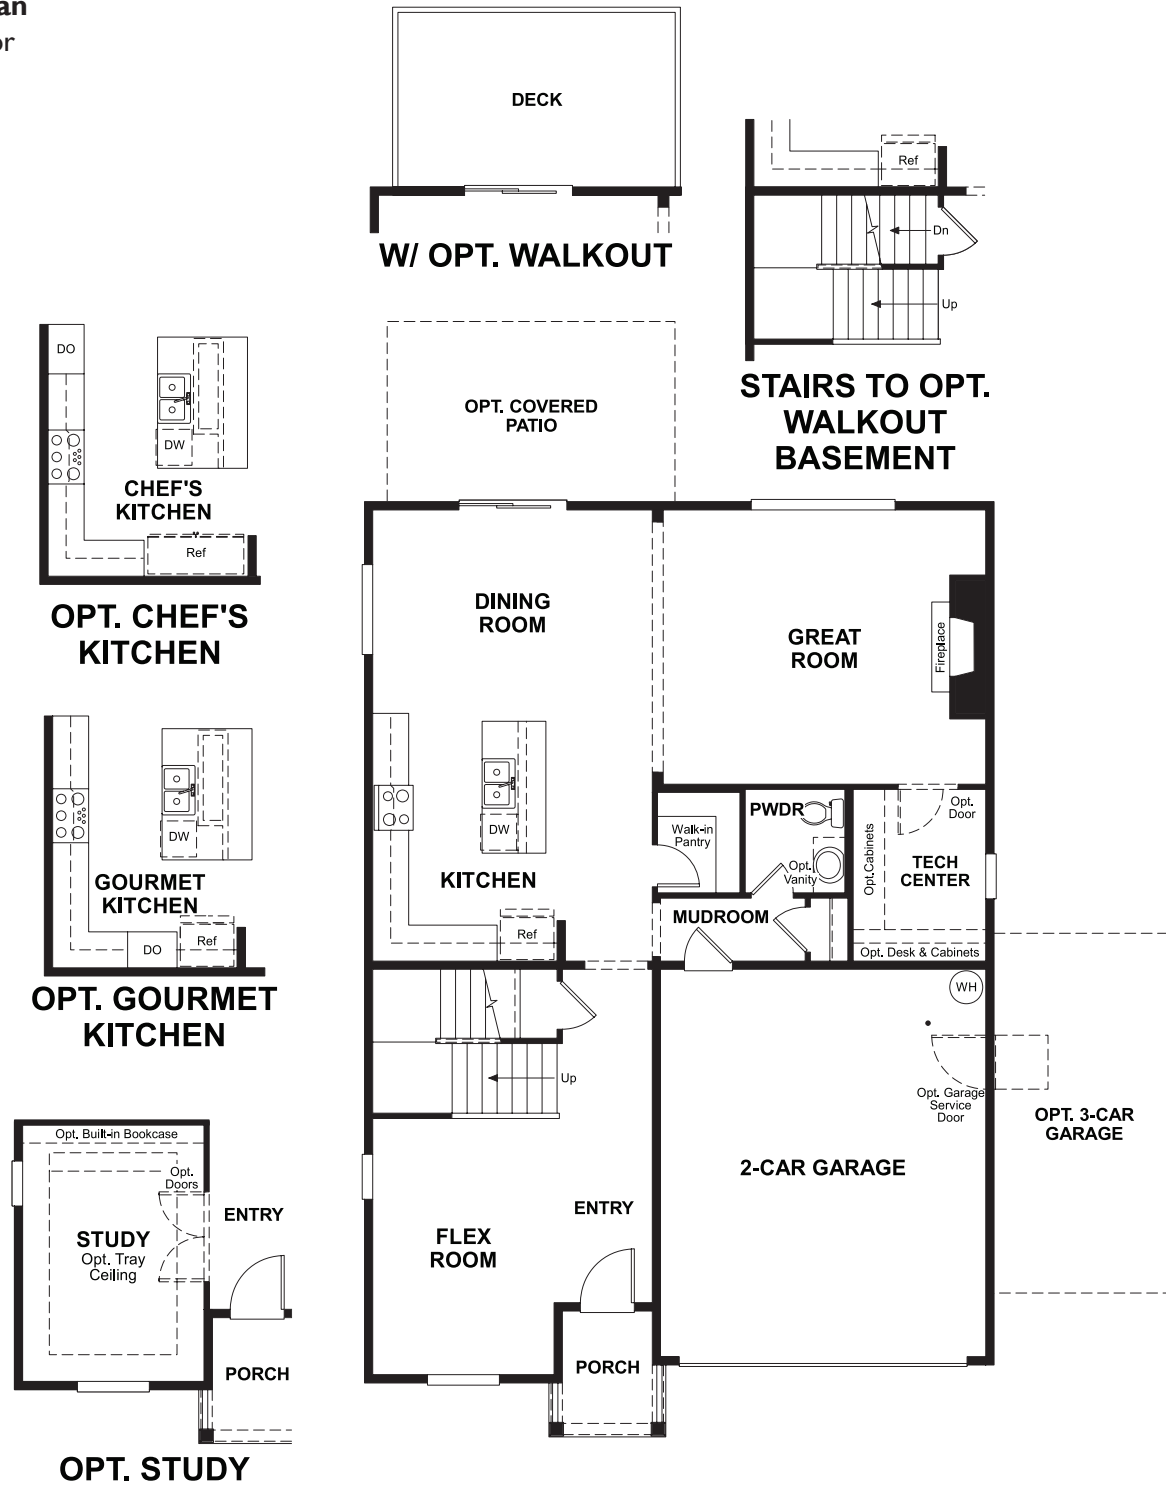 an
or
DECK
W/ OPT. WALKOUT
Ref
Dn
Up
STAIRS TO OPT.
WALKOUT
BASEMENT
DO
DW
CHEF'S
KITCHEN
Ref
OPT. CHEF'S
KITCHEN
OPT. COVERED
PATIO
DINING
ROOM
GREAT
ROOM
Fireplace
DW
GOURMET
KITCHEN
DO
Ref
OPT. GOURMET
KITCHEN
DW
KITCHEN
Ref
Walk-in
Pantry
PWDR
Opt.
Vanity
MUDROOM
Opt.
Door
Opt.Cabinets
TECH
CENTER
Opt. Desk & Cabinets
WH
Up
Opt. Garage
Service
Door
OPT. 3-CAR
GARAGE
2-CAR GARAGE
ENTRY
FLEX
ROOM
PORCH
Opt. Built-in Bookcase
Opt.
Doors
ENTRY
STUDY
Opt. Tray
Ceiling
PORCH
OPT. STUDY